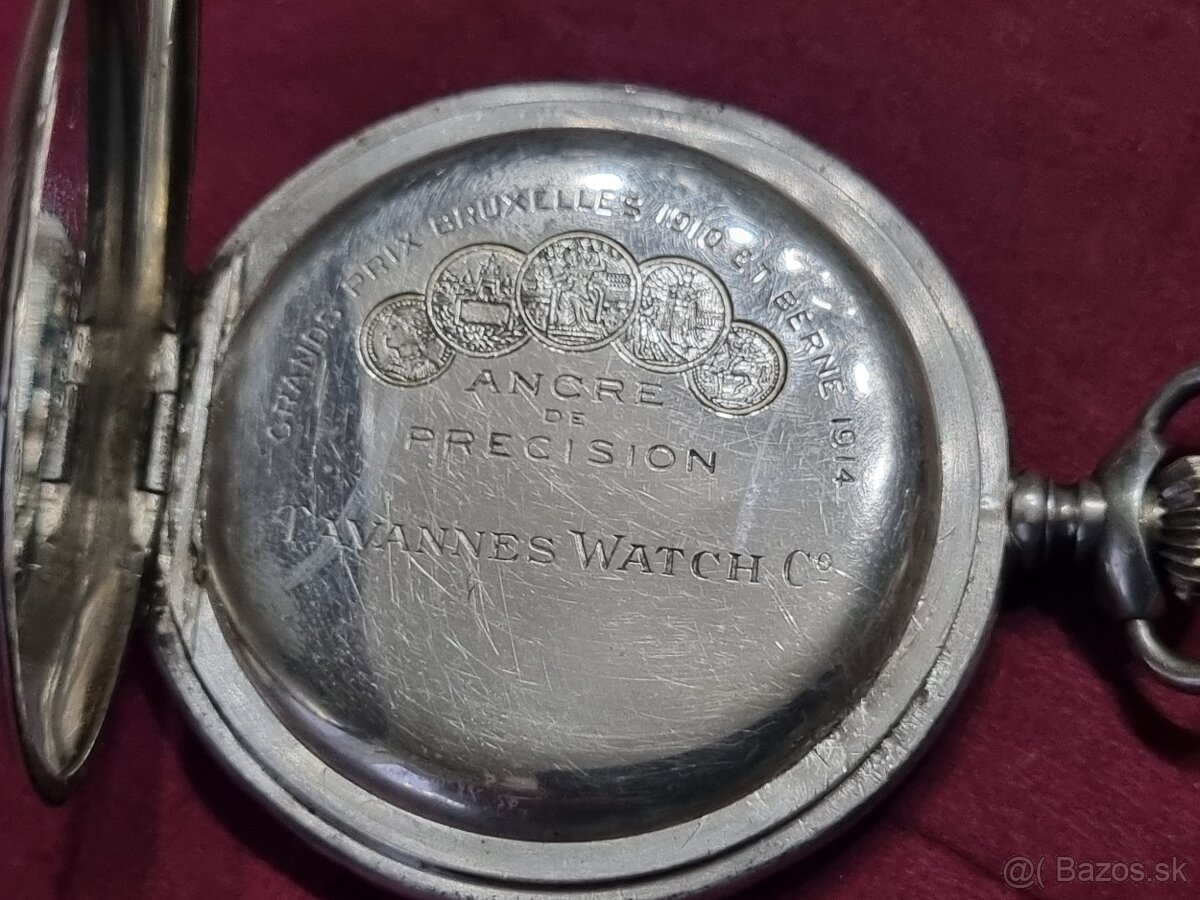 GRANDS PRIX BRUXELLES 1910 ET BERNE 1914
ANCRE
DE
PRECISION
TAVANNES WATCH Cº
@( Bazos.sk